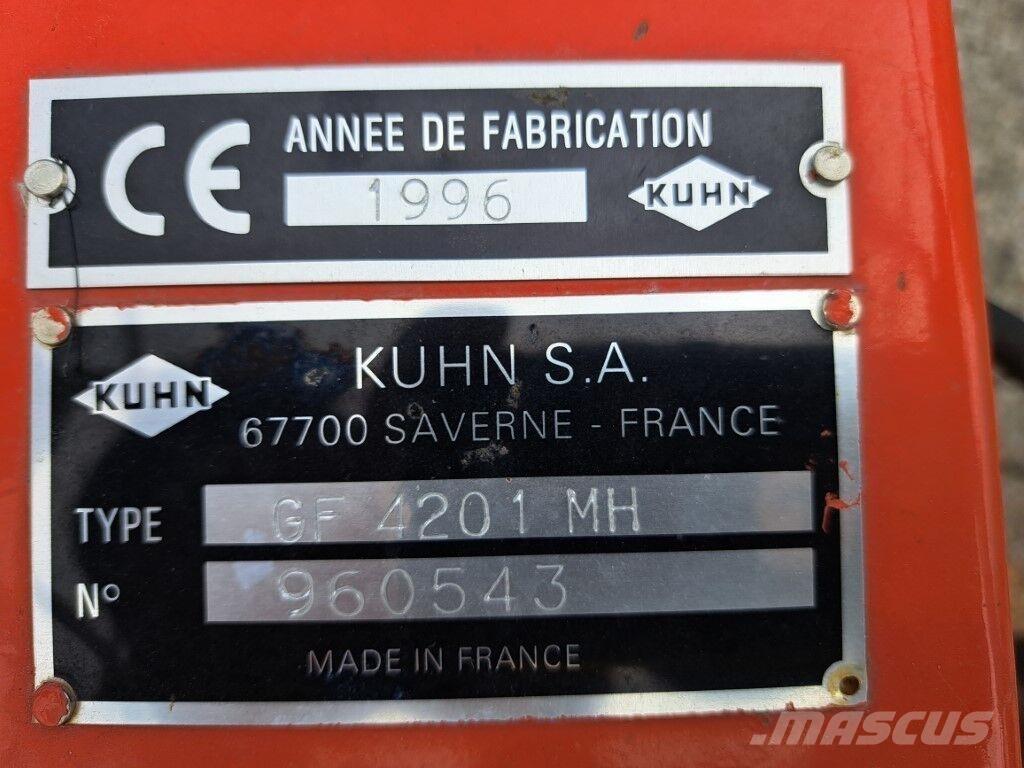 CE ANNEE DE FABRICATION
1996 KUHN
KUHN KUHN S.A.
67700 SAVERNE - FRANCE
TYPE GF 4201 MH
N° 960543
MADE IN FRANCE
MASCUS